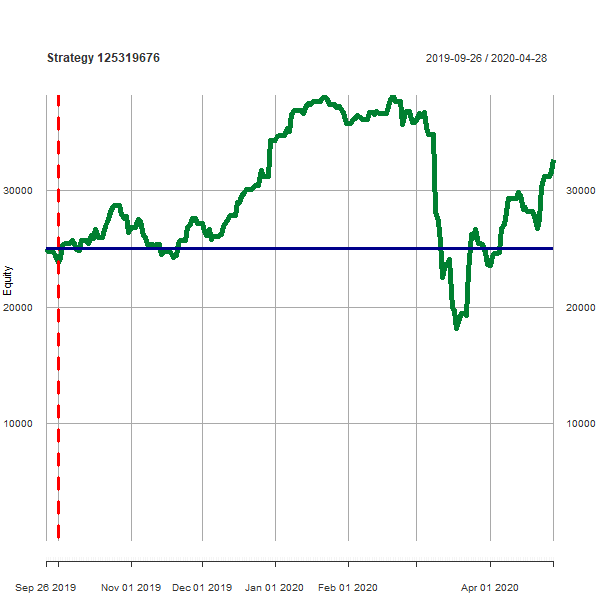 Strategy 125319676
2019-09-26 / 2020-04-28
30000
30000
Equity
20000
20000
10000
10000
Sep 26 2019
Nov 01 2019
Dec 01 2019
Jan 01 2020
Feb 01 2020
Apr 01 2020